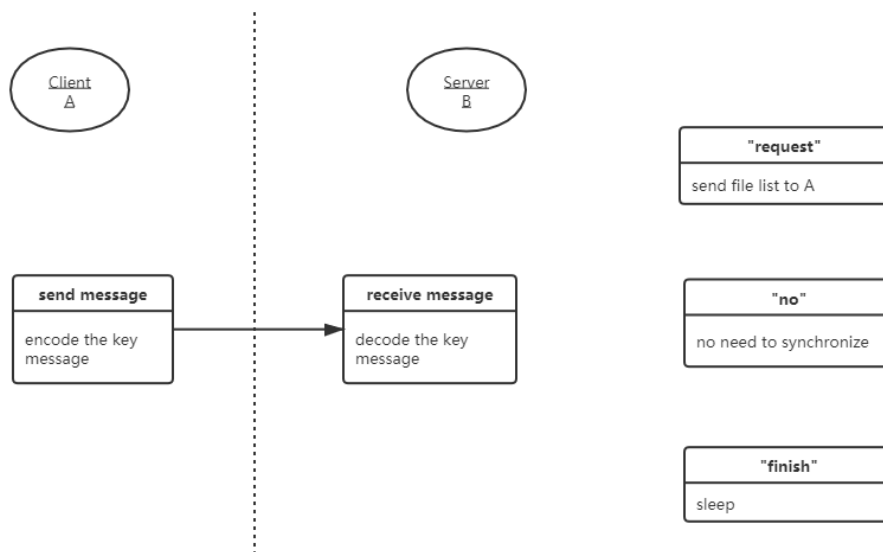 Client
A
Server
B
"request"
send file list to A
send message
encode the key
message
receive message
decode the key
message
"no"
no need to synchronize
"finish"
sleep